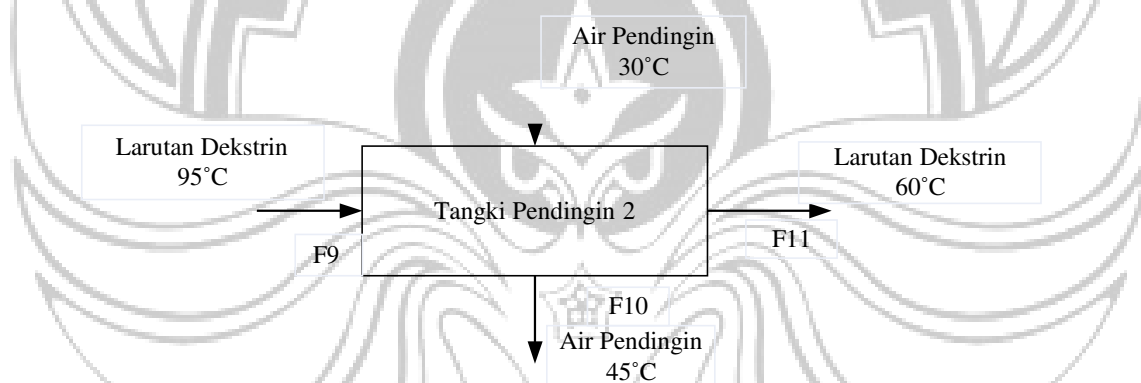 Air Pendingin
30˚C
Larutan Dekstrin
95˚C
Larutan Dekstrin
60˚C
Tangki Pendingin 2
F9
F11
F10
Air Pendingin
45˚C